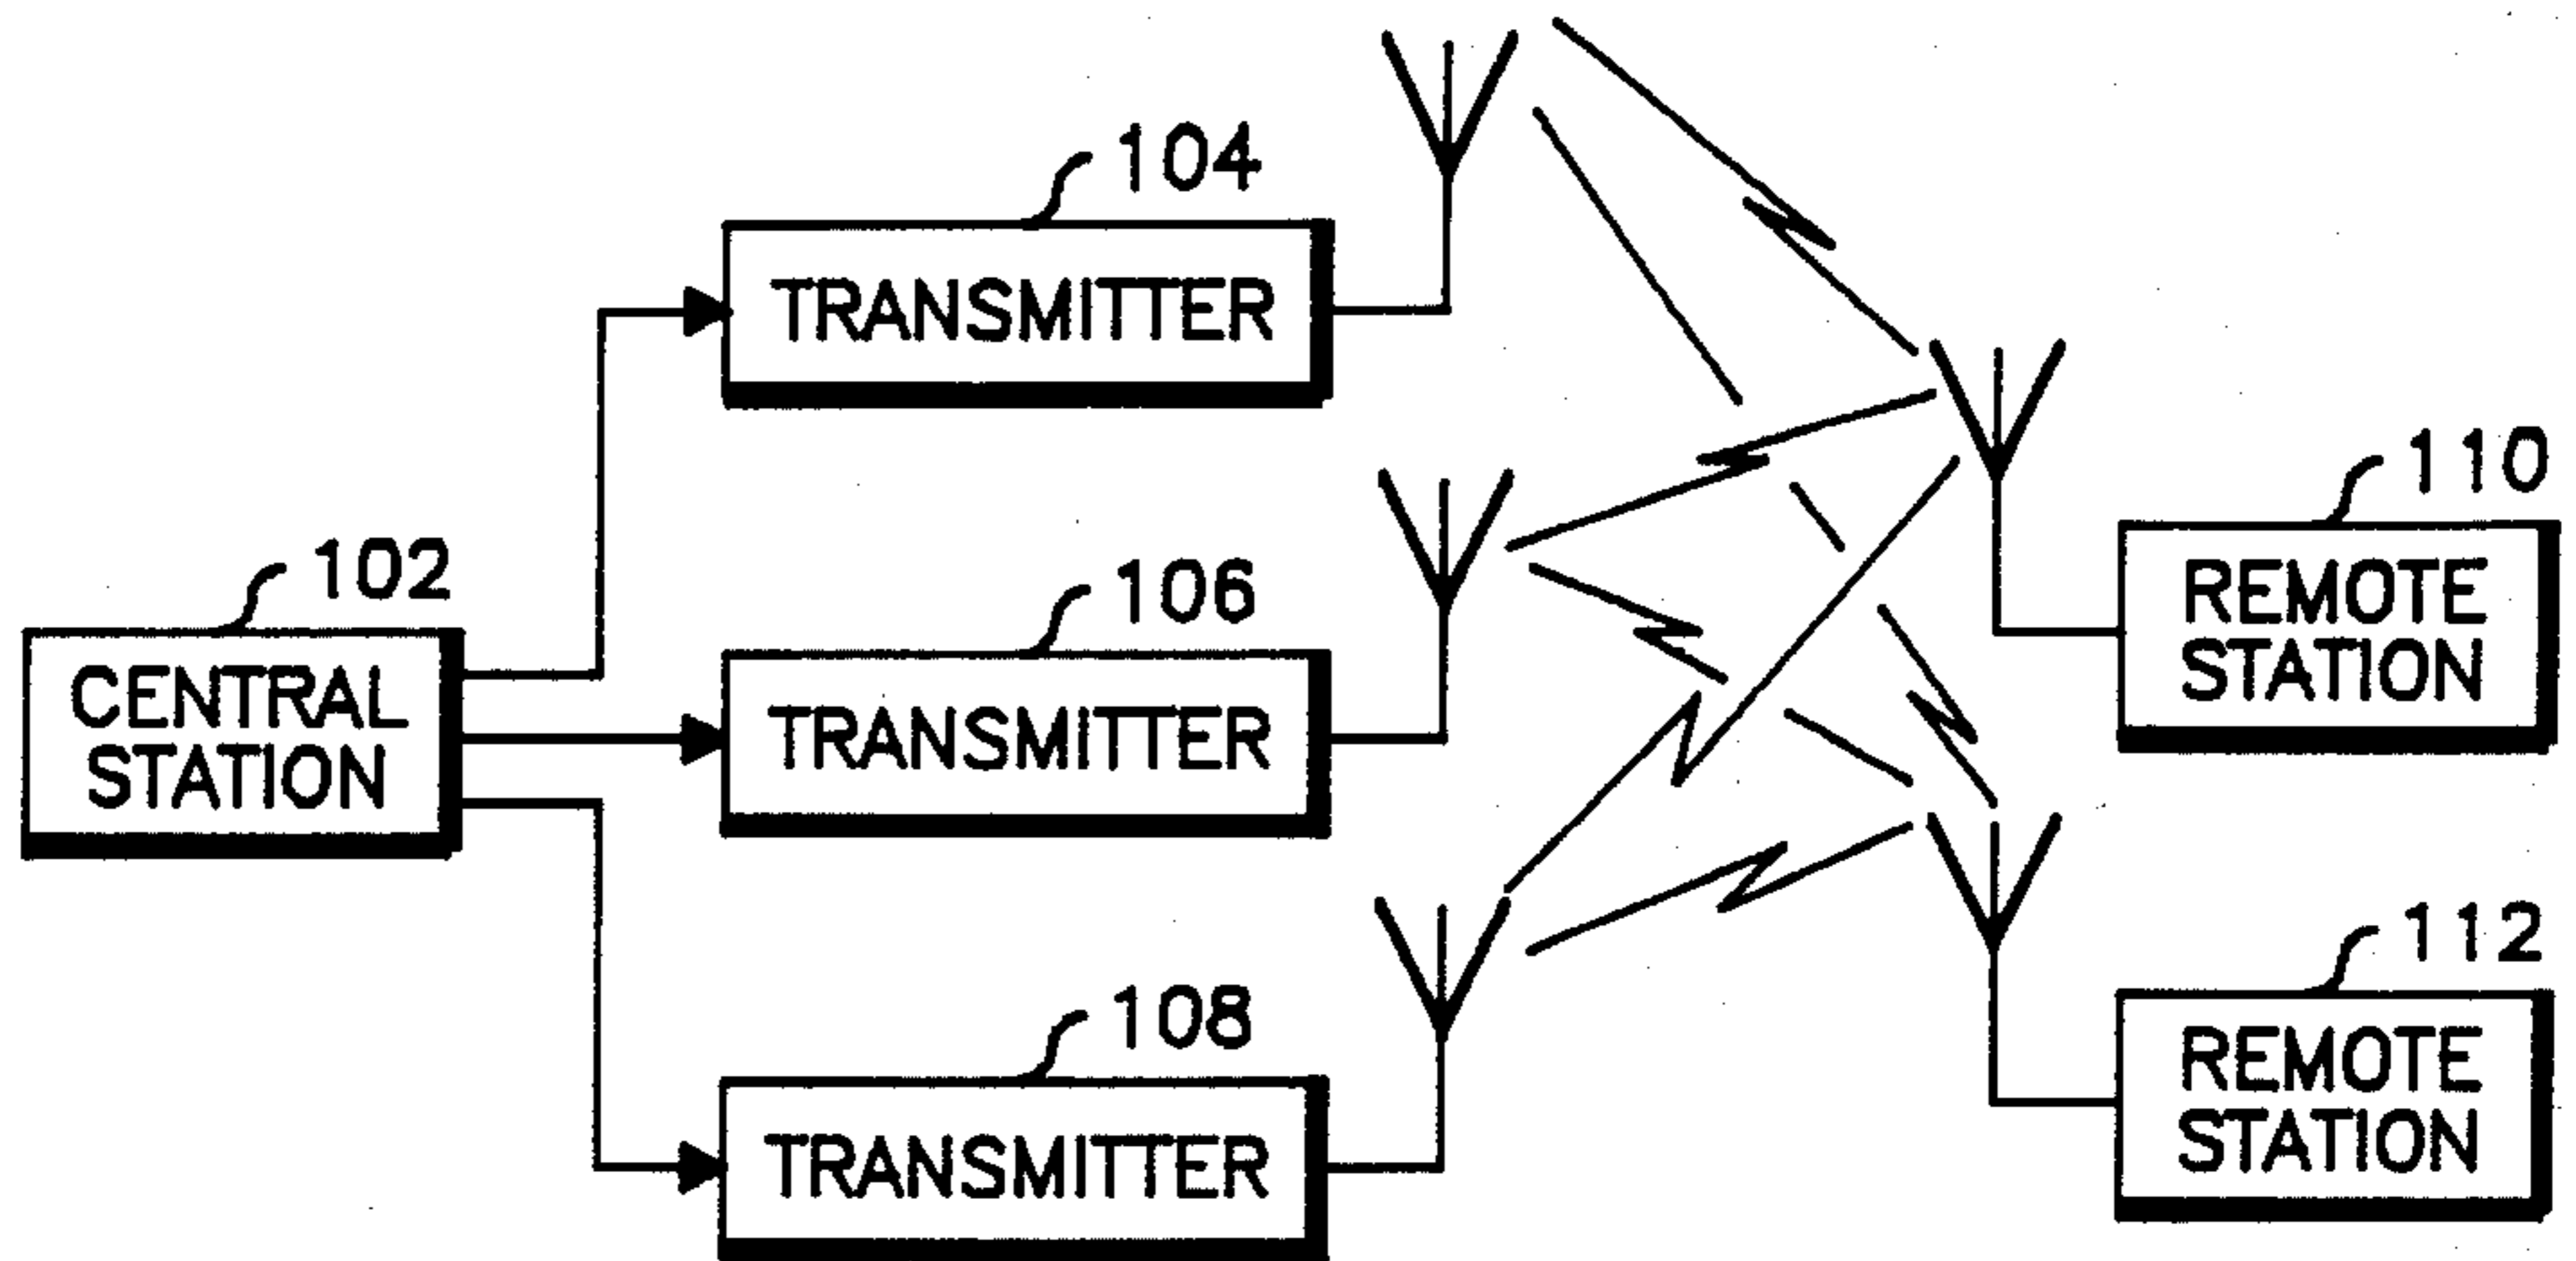 104
TRANSMITTER
102
CENTRAL
STATION
106
TRANSMITTER
108
TRANSMITTER
110
REMOTE
STATION
112
REMOTE
STATION